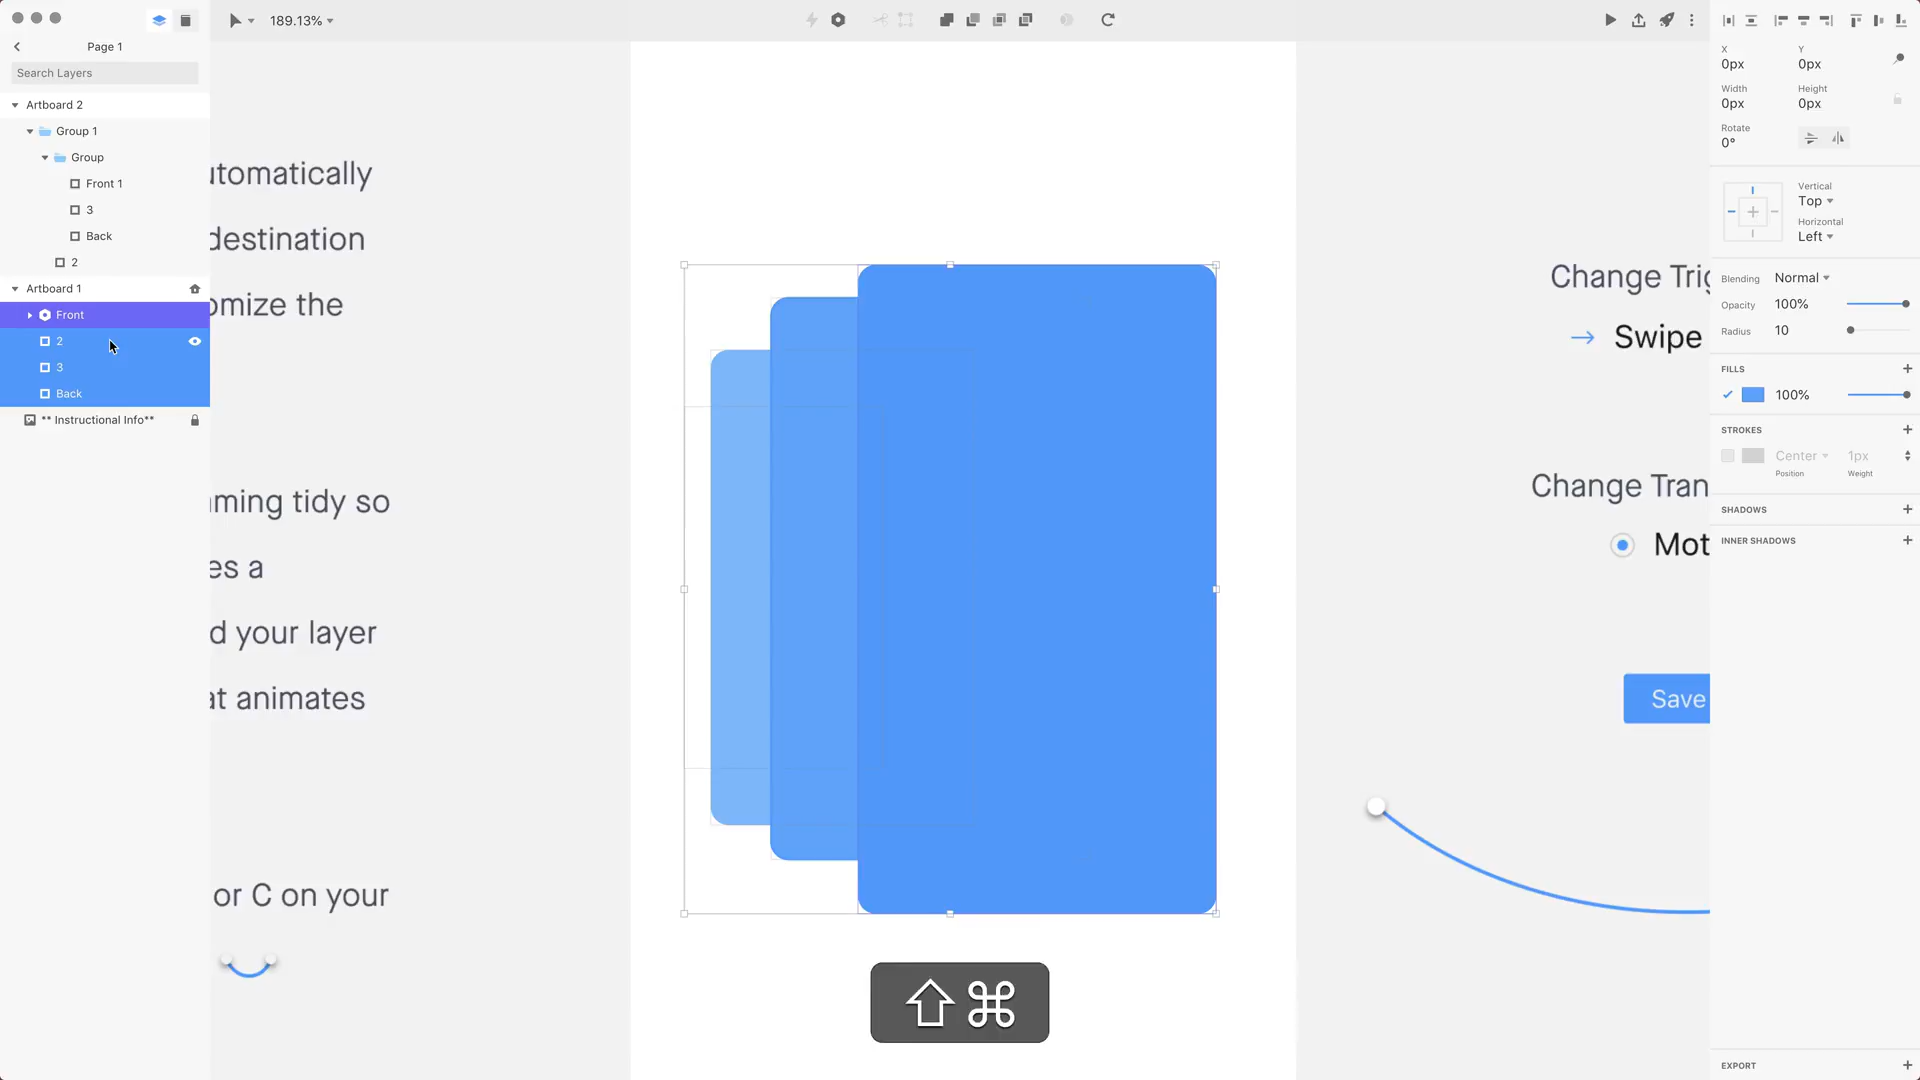 189.13%
Page 1
Search Layers
Artboard 2
Group 1
Group
Front 1
3
Back
2
Artboard 1
Front
2
3
Back
** Instructional Info**
utomatically
destination
omize the
ming tidy so
es a
d your layer
at animates
or C on your
Change Trig
Swipe
Change Tran
Mot
Save
⇧ ⌘
X Y
0px 0px
Width Height
0px 0px
Rotate
0°
Vertical
Top
Horizontal
Left
Blending Normal
Opacity 100%
Radius 10
FILLS
100%
STROKES
Center 1px
Position Weight
SHADOWS
INNER SHADOWS
EXPORT